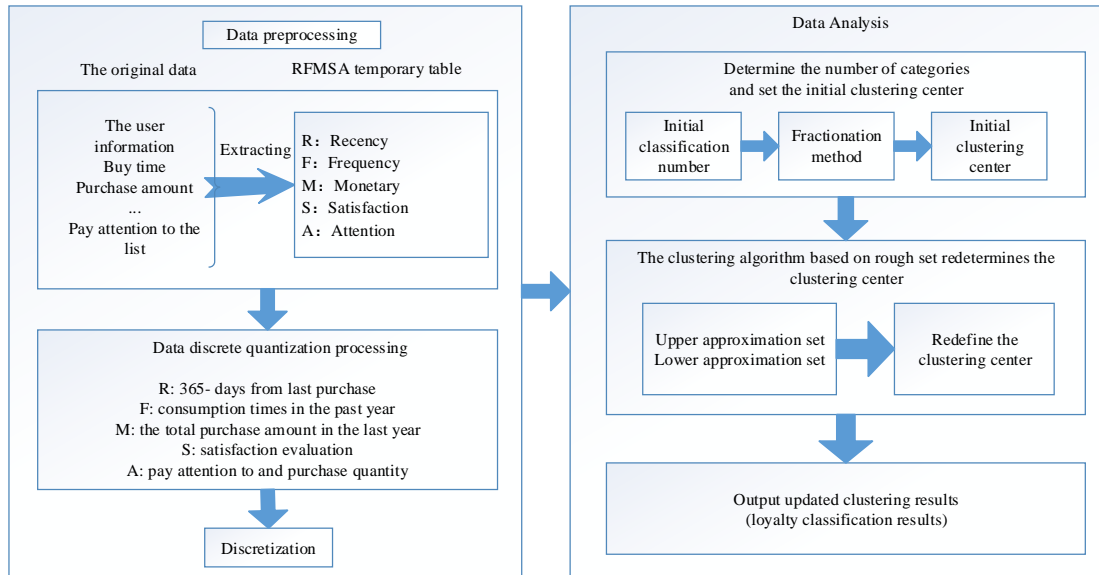 Data preprocessing
The original data
RFMSA temporary table
The user
information
Buy time
Purchase amount
...
Pay attention to the
list
Extracting
R：Recency
F：Frequency
M：Monetary
S：Satisfaction
A：Attention
Data discrete quantization processing
R: 365- days from last purchase
F: consumption times in the past year
M: the total purchase amount in the last year
S: satisfaction evaluation
A: pay attention to and purchase quantity
Discretization
Data Analysis
Determine the number of categories
and set the initial clustering center
Initial
classification
number
Fractionation
method
Initial
clustering
center
The clustering algorithm based on rough set redetermines the
clustering center
Upper approximation set
Lower approximation set
Redefine the
clustering center
Output updated clustering results
(loyalty classification results)